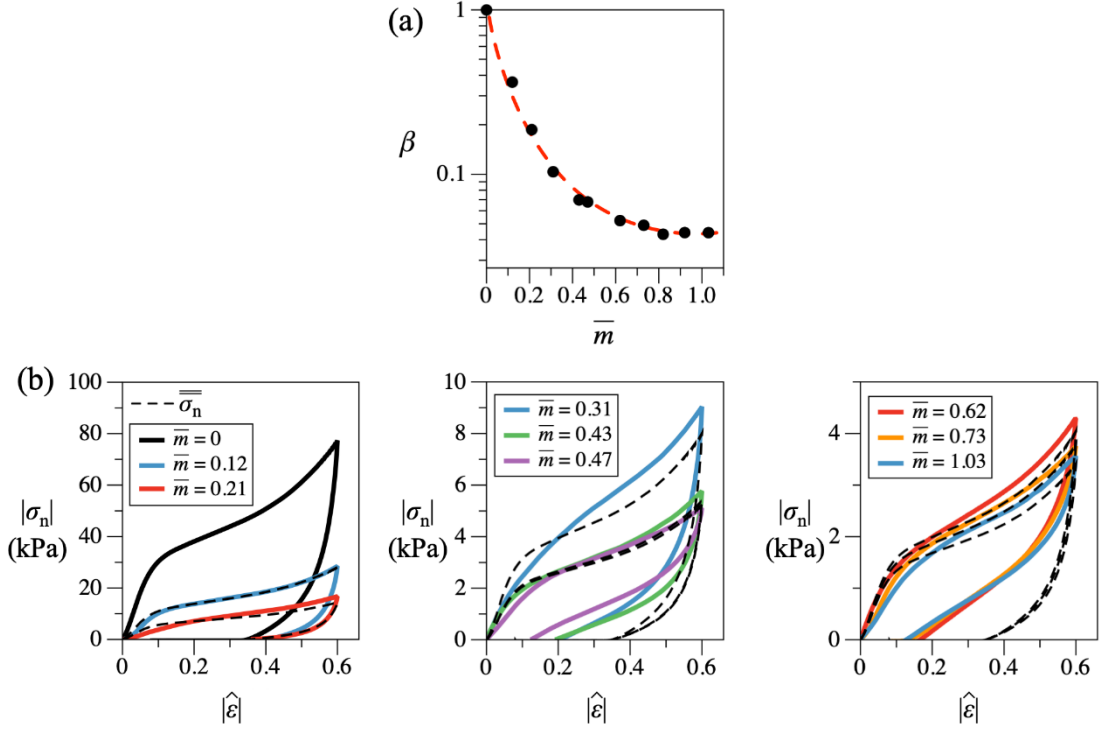 (a)
1
0.1
β
0 0.2 0.4 0.6 0.8 1.0
m̅
(b)
100
80
60
40
20
0
|σn|
(kPa)
σn
m̅ = 0
m̅ = 0.12
m̅ = 0.21
0 0.2 0.4 0.6
|ε̂|
10
8
6
4
2
0
|σn|
(kPa)
m̅ = 0.31
m̅ = 0.43
m̅ = 0.47
0 0.2 0.4 0.6
|ε̂|
4
2
0
|σn|
(kPa)
m̅ = 0.62
m̅ = 0.73
m̅ = 1.03
0 0.2 0.4 0.6
|ε̂|